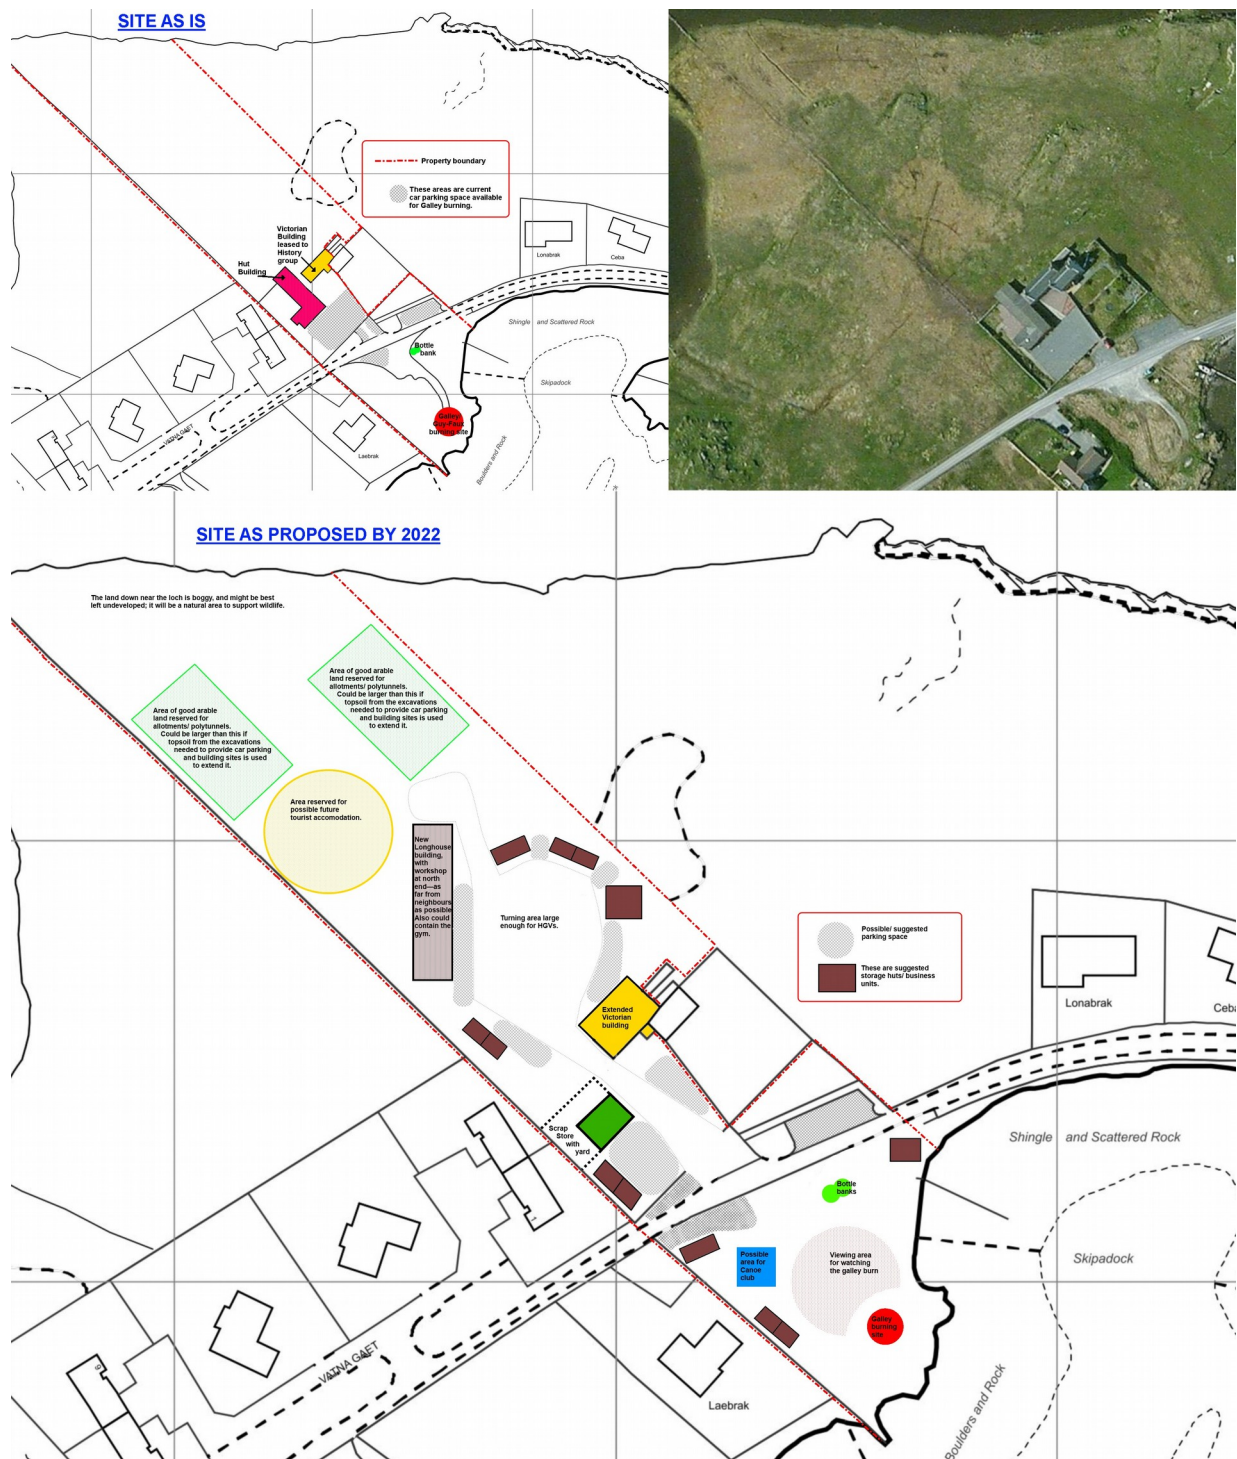 SITE AS IS
Property boundary
These areas are current
car parking space available
for Galley burning.
Victorian
Building
leased to
History
group
Hut
Building
Lonabrak
Ceba
Shingle and Scattered Rock
Bottle
bank
Skipadock
Galley/
Guy-Faux
burning site
VATNA GAET
Laebrak
Boulders and Rock
SITE AS PROPOSED BY 2022
The land down near the loch is boggy, and might be best
left undeveloped; it will be a natural area to support wildlife.
Area of good arable
land reserved for
allotments/ polytunnels.
Could be larger than this if
topsoil from the excavations
needed to provide car parking
and building sites is used
to extend it.
Area of good arable
land reserved for
allotments/ polytunnels.
Could be larger than this if
topsoil from the excavations
needed to provide car parking
and building sites is used
to extend it.
Area reserved for
possible future
tourist accomodation.
New
Longhouse
building,
with
workshop
at north
end—as
far from
neighbours
as possible
Also could
contain the
gym.
Turning area large
enough for HGVs.
Possible/ suggested
parking space
These are suggested
storage huts/ business
units.
Extended
Victorian
building
Lonabrak
Ceba
Scrap
Store
with
yard
Shingle and Scattered Rock
1
Bottle
banks
Possible
area for
Canoe
club
Viewing area
for watching
the galley burn
Skipadock
Galley
burning
site
VATNA GAET
9
Laebrak
Boulders and Rock